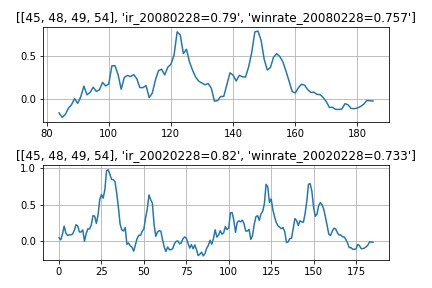 [[45, 48, 49, 54], 'ir_20080228=0.79', 'winrate_20080228=0.757']
0.5
0.0
80 100 120 140 160 180
[[45, 48, 49, 54], 'ir_20020228=0.82', 'winrate_20020228=0.733']
1.0
0.5
0.0
0 25 50 75 100 125 150 175